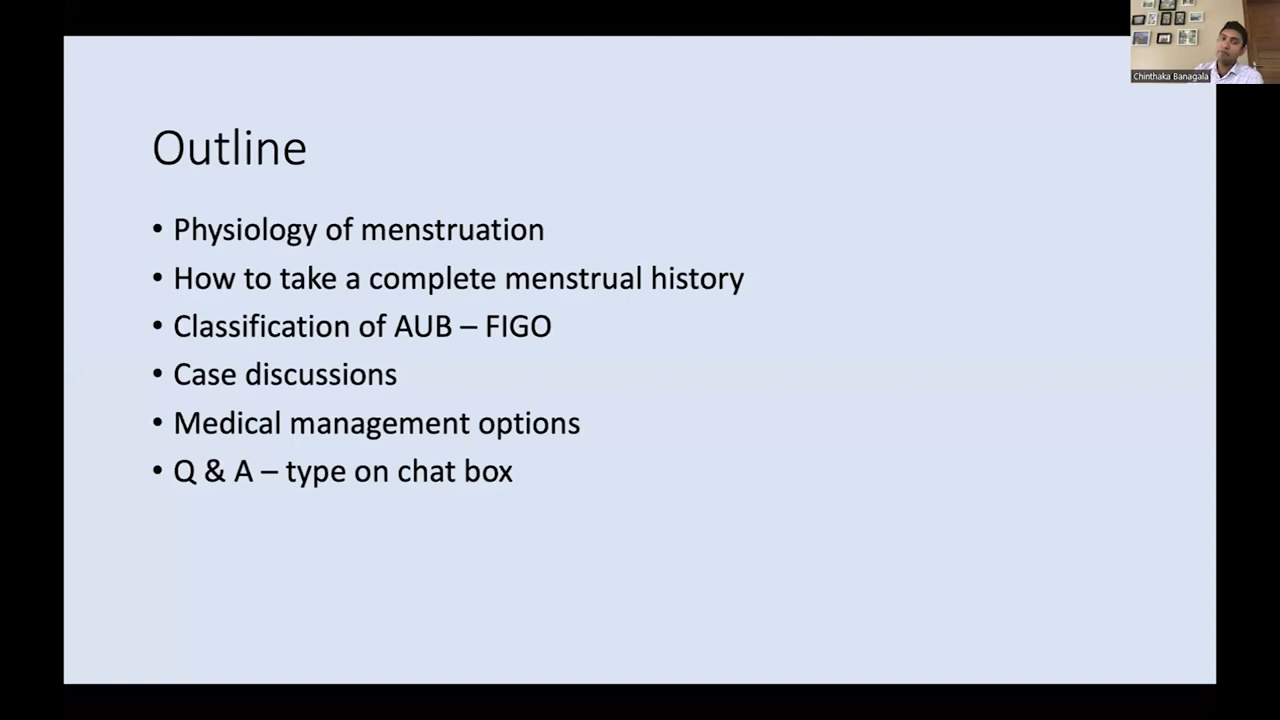 Chinthaka Banagala
Outline
• Physiology of menstruation
• How to take a complete menstrual history
• Classification of AUB – FIGO
• Case discussions
• Medical management options
• Q & A – type on chat box